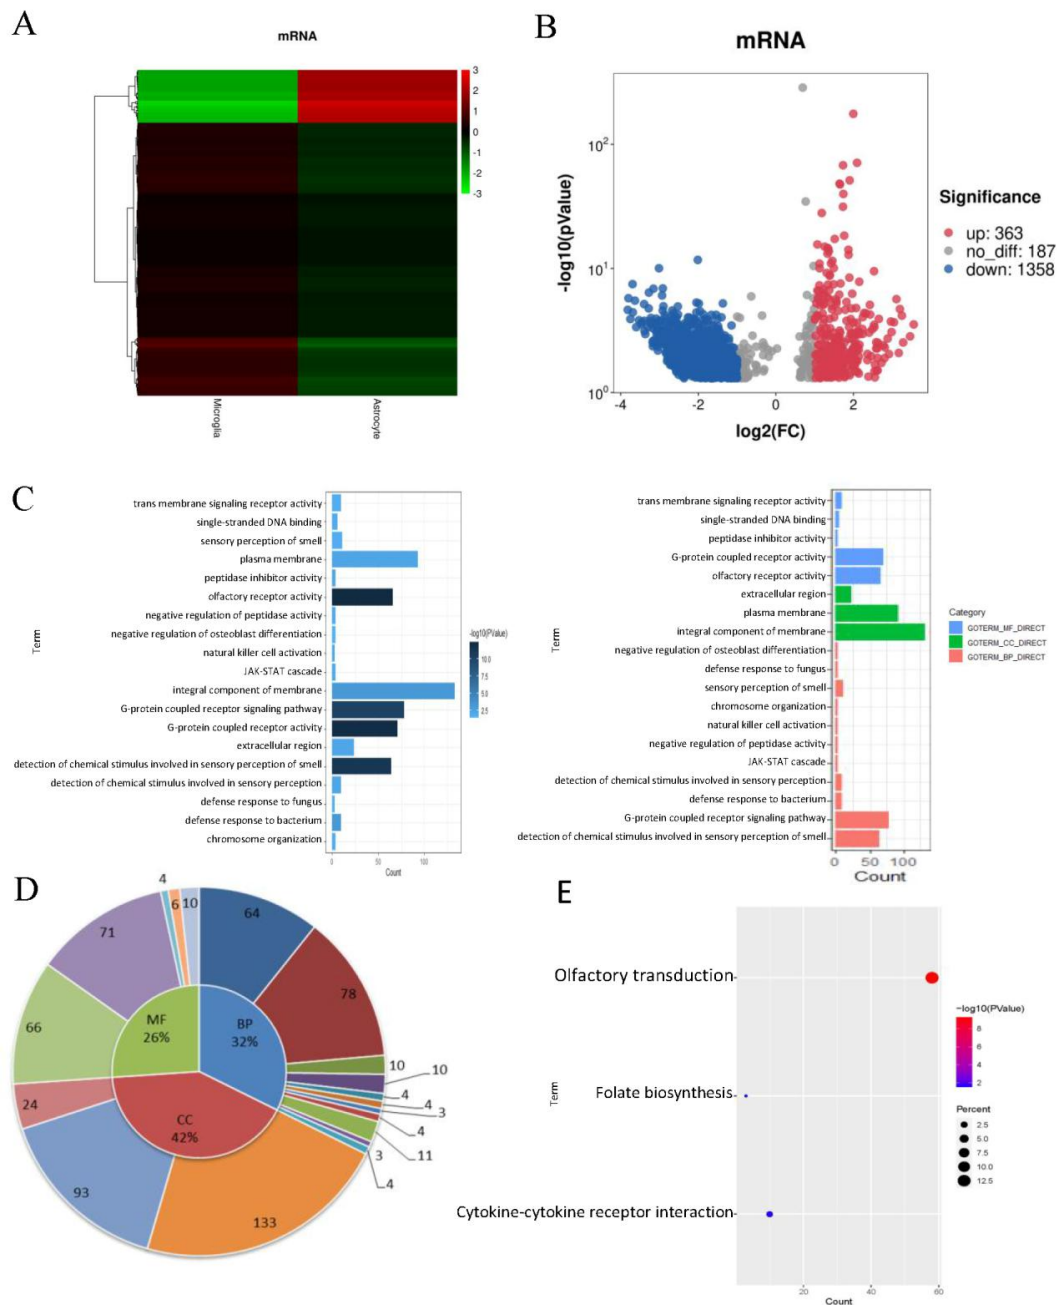 A
mRNA
3
2
1
0
-1
-2
-3
Microglia
Astrocyte
B
mRNA
-log10(pValue)
10²
10¹
10⁰
-4
-2
0
2
log2(FC)
Significance
up: 363
no_diff: 187
down: 1358
C
Term
trans membrane signaling receptor activity
single-stranded DNA binding
sensory perception of smell
plasma membrane
peptidase inhibitor activity
olfactory receptor activity
negative regulation of peptidase activity
negative regulation of osteoblast differentiation
natural killer cell activation
JAK-STAT cascade
integral component of membrane
G-protein coupled receptor signaling pathway
G-protein coupled receptor activity
extracellular region
detection of chemical stimulus involved in sensory perception of smell
detection of chemical stimulus involved in sensory perception
defense response to fungus
defense response to bacterium
chromosome organization
0
50
100
Count
-log10(PValue)
10.0
7.5
5.0
2.5
Term
trans membrane signaling receptor activity
single-stranded DNA binding
peptidase inhibitor activity
G-protein coupled receptor activity
olfactory receptor activity
extracellular region
plasma membrane
integral component of membrane
negative regulation of osteoblast differentiation
defense response to fungus
sensory perception of smell
chromosome organization
natural killer cell activation
negative regulation of peptidase activity
JAK-STAT cascade
detection of chemical stimulus involved in sensory perception
defense response to bacterium
G-protein coupled receptor signaling pathway
detection of chemical stimulus involved in sensory perception of smell
0
50
100
Count
Category
GOTERM_MF_DIRECT
GOTERM_CC_DIRECT
GOTERM_BP_DIRECT
D
4
6
10
64
71
78
66
MF
26%
BP
32%
10
10
4
4
3
4
11
3
4
24
CC
42%
93
133
E
Term
Olfactory transduction
Folate biosynthesis
Cytokine-cytokine receptor interaction
20
40
60
Count
-log10(PValue)
8
6
4
2
Percent
2.5
5.0
7.5
10.0
12.5